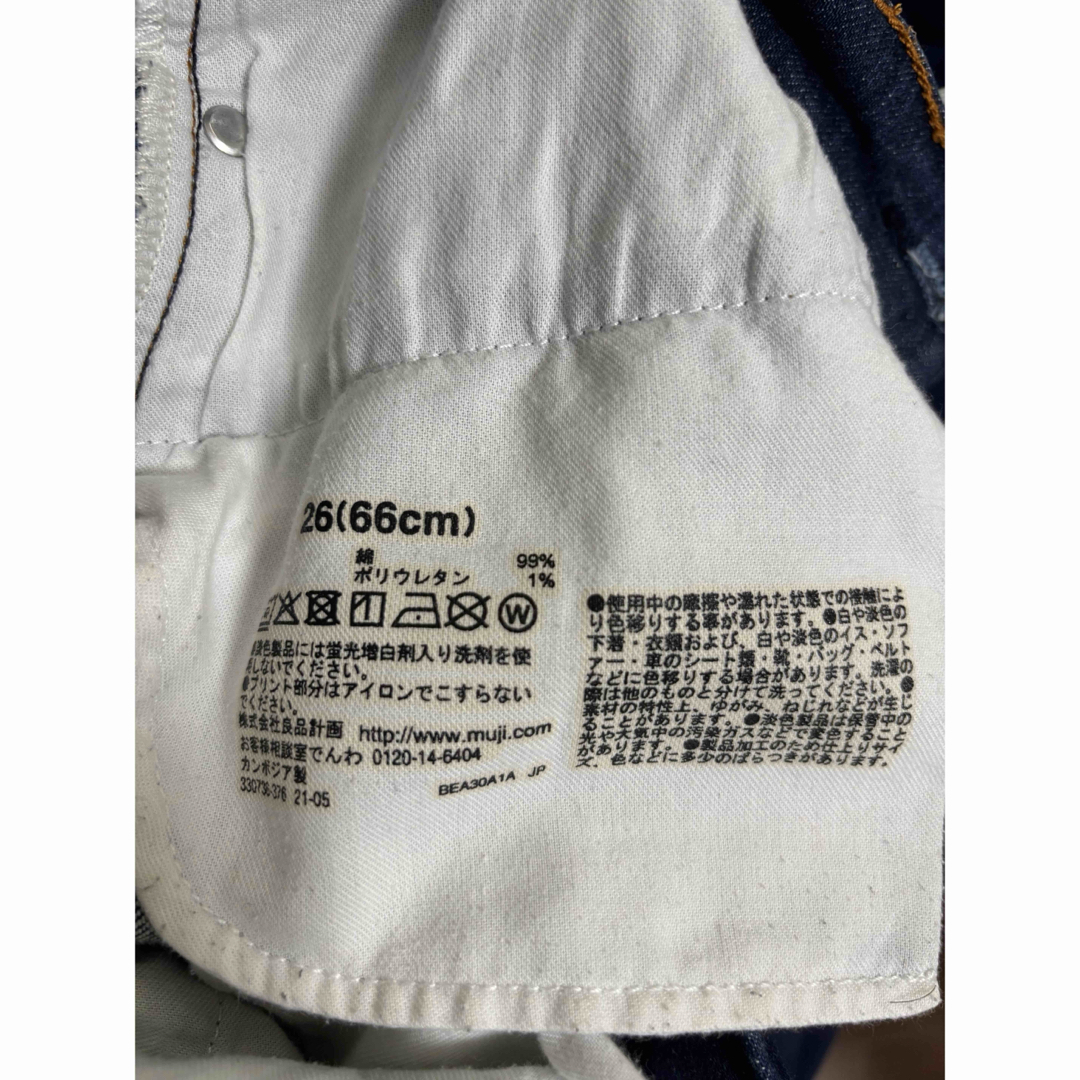 26(66cm)
綿 99%
ポリウレタン 1%
W
淡色製品には蛍光増白剤入り洗剤を使
用しないでください。
●プリント部分はアイロンでこすらない
でください。
株式会社良品計画 http://www.muji.com
お客様相談室でんわ 0120-14-6404
カンボジア製
330736-376 21-05
BEA30A1A JP
●使用中の摩擦や濡れた状態での接触によ
り色移りする事があります。●白や淡色の
下着・衣類および、白や淡色のイス・ソフ
ァー・車のシート類・靴・バッグ・ベルト
などに色移りする場合があります。洗濯の
際は他のものと分けて洗ってください。●
素材の特性上、ゆがみ、ねじれなどが生じ
ることがあります。●淡色製品は保管中の
光や大気中の汚染ガスなどで変色すること
があります。●製品加工のため仕上りサイ
ズ、色などに多少のばらつきがあります。